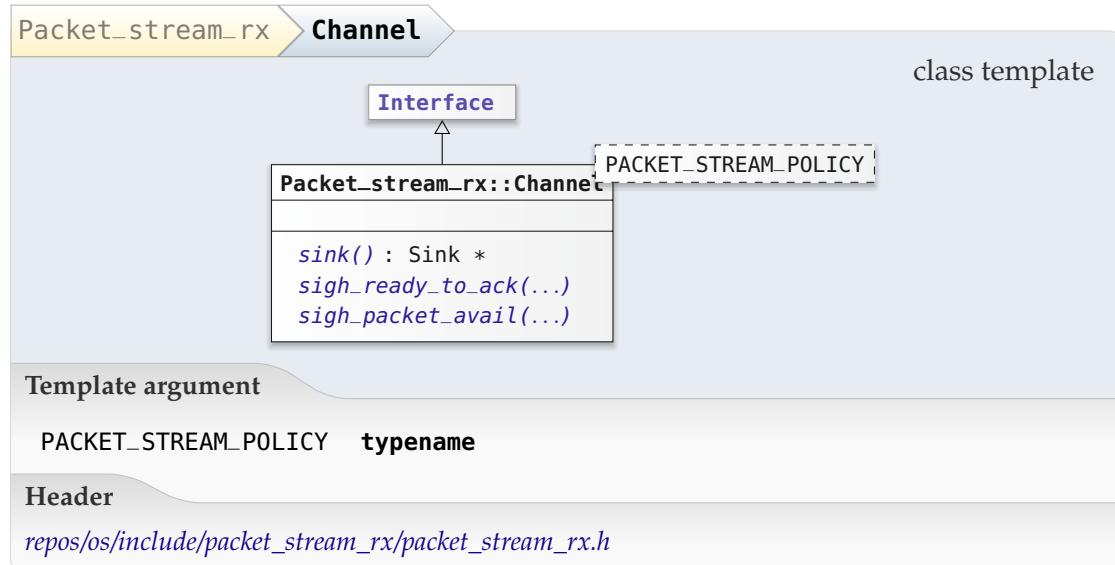 Packet_stream_rx Channel
class template
Interface
PACKET_STREAM_POLICY
Packet_stream_rx::Channel
sink() : Sink *
sigh_ready_to_ack(...)
sigh_packet_avail(...)
Template argument
PACKET_STREAM_POLICY typename
Header
repos/os/include/packet_stream_rx/packet_stream_rx.h